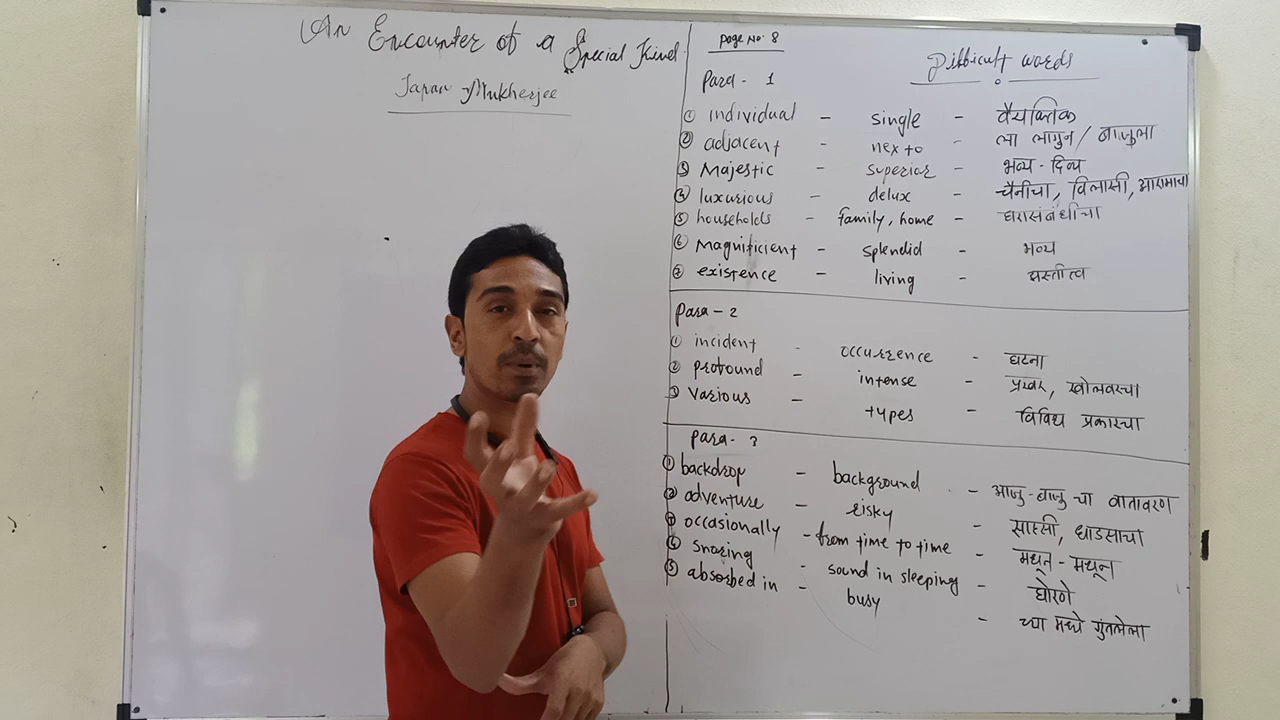 An Encounter of a Special Kind
Tapan Mukherjee
Page No. 8
Difficult words
Para - 1
① individual - single - वैयक्तिक
② adjacent - nexto - ला लागुन / बाजुला
③ Majestic - superior - भव्य - दिव्य
④ luxurious - delux - चैनीचा, विलासी, आरामाचा
⑤ households - family, home - घरासंबंधीचा
⑥ Magnificient - splendid - भव्य
⑦ existence - living - अस्तीत्व
Para - 2
① incident - occurrence - घटना
② profound - intense - प्रखर, खोलवरचा
③ various - types - विविध प्रकारचा
Para - 3
① backdrop - background - आजु-बाजुचा वातावरण
② adventure - risky - साहसी, धाडसाचा
③ occasionally - from time to time - मधून - मधून
④ snoring - sound in sleeping - घोरणे
⑤ absorbed in - busy - च्या मध्ये गुंतलेला